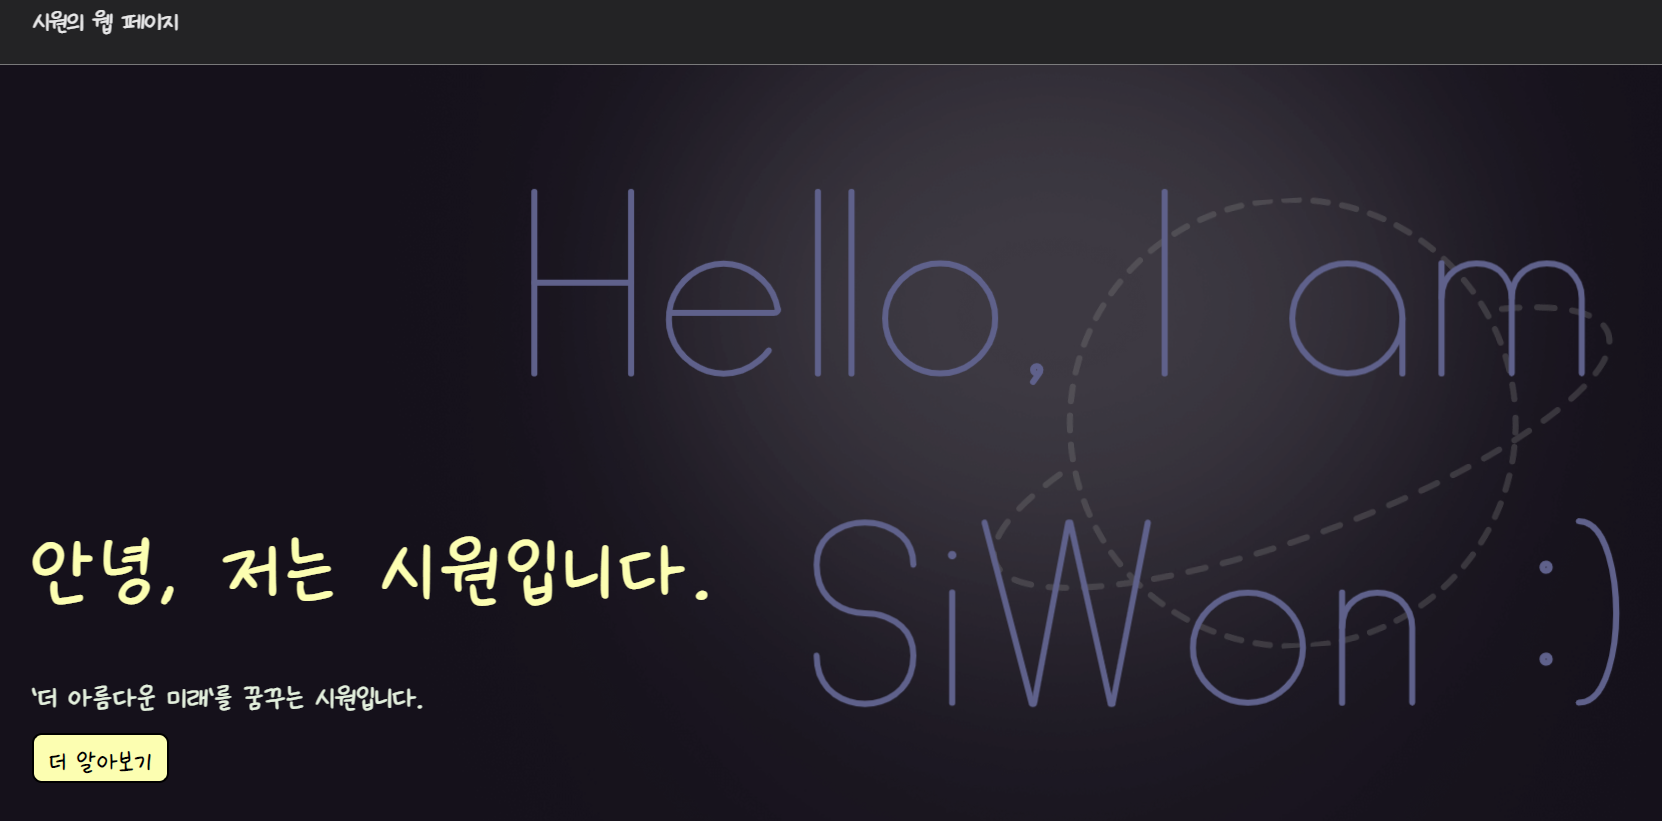 시원의 웹 페이지
Hello, I am
SiWon :)
안녕, 저는 시원입니다.
'더 아름다운 미래'를 꿈꾸는 시원입니다.
더 알아보기